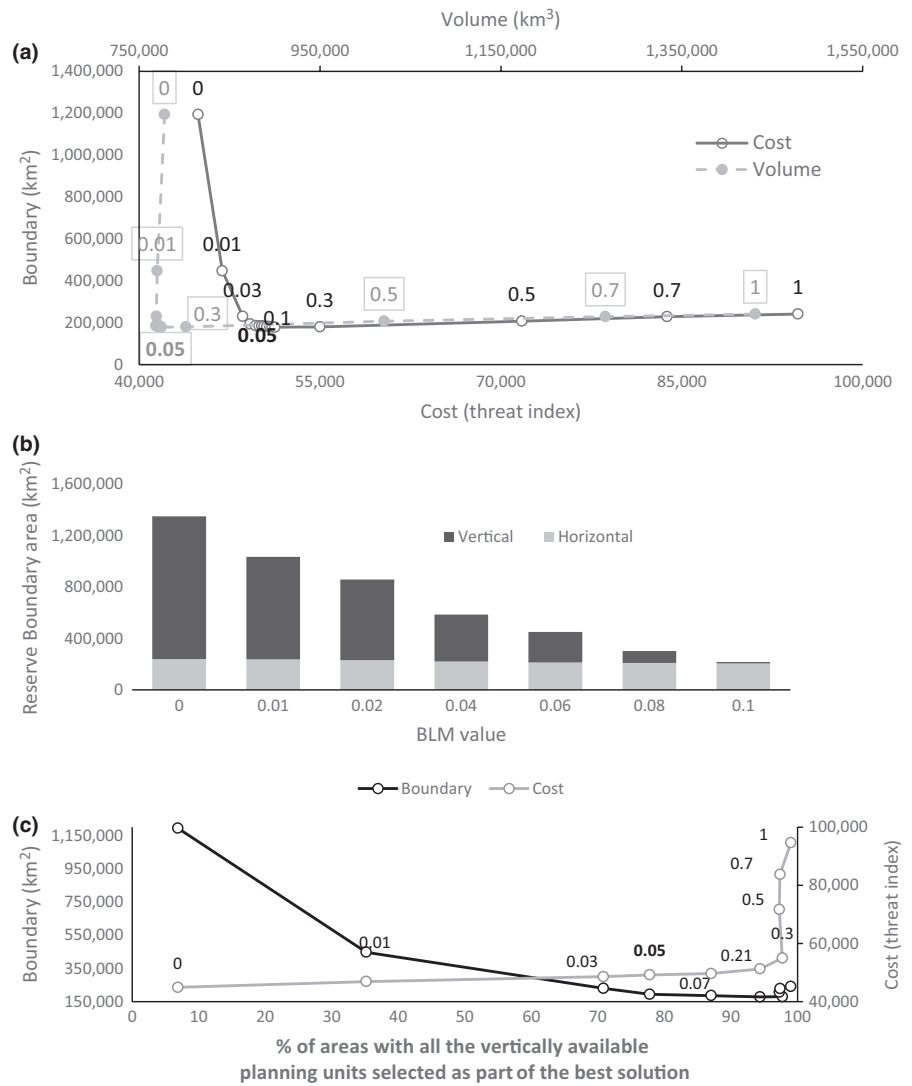 Volume (km³)
(a)
750,000 950,000 1,150,000 1,350,000 1,550,000
1,400,000
1,200,000
1,000,000
800,000
600,000
400,000
200,000
0
Boundary (km²)
0 0
Cost
Volume
0.01 0.01
0.03
0.3 0.1 0.3 0.5 0.5 0.7 0.7 1 1
0.05 0.05
40,000 55,000 70,000 85,000 100,000
Cost (threat index)
(b)
Reserve Boundary area (km²)
1,600,000
1,200,000
800,000
400,000
0
Vertical Horizontal
0 0.01 0.02 0.04 0.06 0.08 0.1
BLM value
Boundary Cost
(c)
Boundary (km²)
1,150,000
950,000
750,000
550,000
350,000
150,000
0 0.01 0.03 0.05 0.07 0.21 0.3 0.5 0.7 1
100,000
80,000
60,000
40,000
Cost (threat index)
0 10 20 30 40 50 60 70 80 90 100
% of areas with all the vertically available
planning units selected as part of the best solution